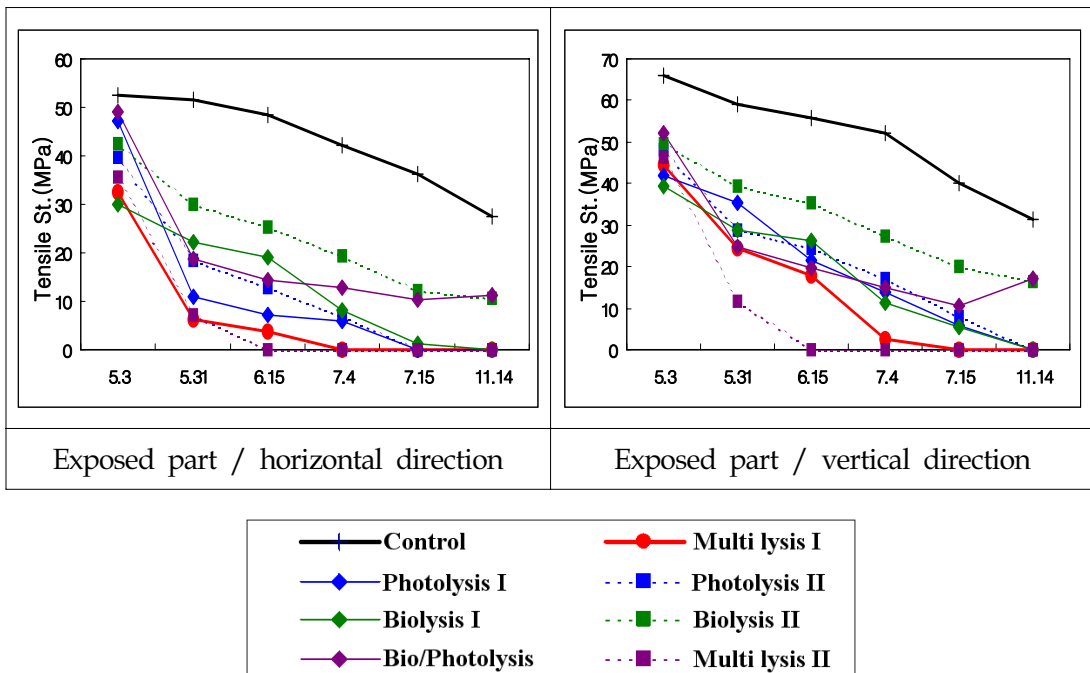 60
50
40
30
20
10
0
Tensile St.(MPa)
5.3 5.31 6.15 7.4 7.15 11.14
70
60
50
40
30
20
10
0
Tensile St.(MPa)
5.3 5.31 6.15 7.4 7.15 11.14
Exposed part / horizontal direction
Exposed part / vertical direction
Control
Multi lysis I
Photolysis I
Photolysis II
Biolysis I
Biolysis II
Bio/Photolysis
Multi lysis II